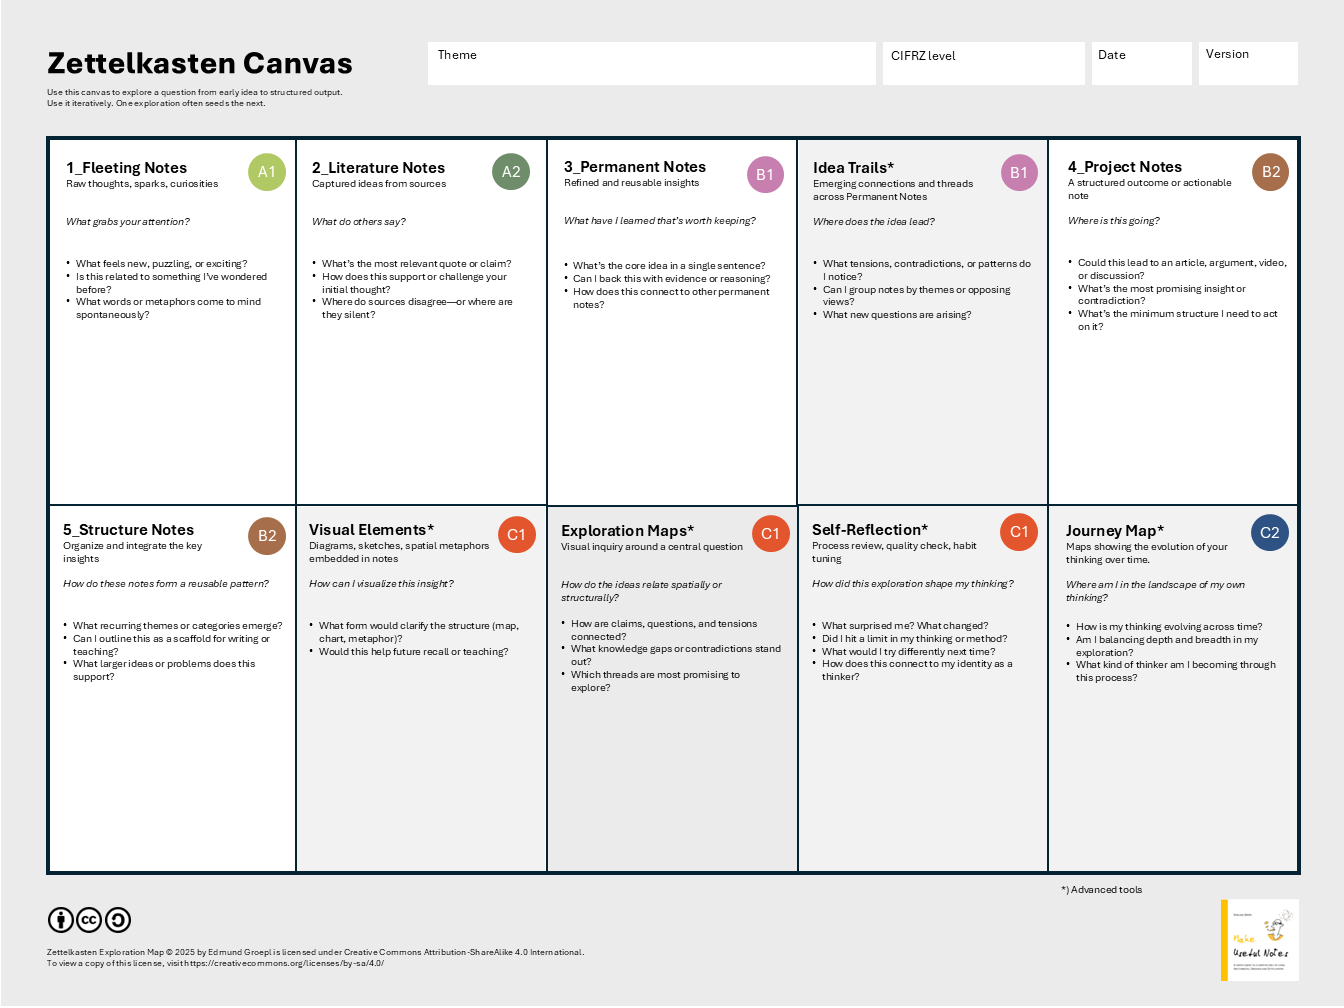 Zettelkasten Canvas
Use this canvas to explore a question from early idea to structured output.
Use it iteratively. One exploration often seeds the next.
Theme
CIFRZ level
Date
Version
1_Fleeting Notes
A1
Raw thoughts, sparks, curiosities
What grabs your attention?
• What feels new, puzzling, or exciting?
• Is this related to something I've wondered
before?
• What words or metaphors come to mind
spontaneously?
2_Literature Notes
A2
Captured ideas from sources
What do others say?
• What's the most relevant quote or claim?
• How does this support or challenge your
initial thought?
• Where do sources disagree—or where are
they silent?
3_Permanent Notes
B1
Refined and reusable insights
What have I learned that's worth keeping?
• What's the core idea in a single sentence?
• Can I back this with evidence or reasoning?
• How does this connect to other permanent
notes?
Idea Trails*
B1
Emerging connections and threads
across Permanent Notes
Where does the idea lead?
• What tensions, contradictions, or patterns do
I notice?
• Can I group notes by themes or opposing
views?
• What new questions are arising?
4_Project Notes
B2
A structured outcome or actionable
note
Where is this going?
• Could this lead to an article, argument, video,
or discussion?
• What's the most promising insight or
contradiction?
• What's the minimum structure I need to act
on it?
5_Structure Notes
B2
Organize and integrate the key
insights
How do these notes form a reusable pattern?
• What recurring themes or categories emerge?
• Can I outline this as a scaffold for writing or
teaching?
• What larger ideas or problems does this
support?
Visual Elements*
C1
Diagrams, sketches, spatial metaphors
embedded in notes
How can I visualize this insight?
• What form would clarify the structure (map,
chart, metaphor)?
• Would this help future recall or teaching?
Exploration Maps*
C1
Visual inquiry around a central question
How do the ideas relate spatially or
structurally?
• How are claims, questions, and tensions
connected?
• What knowledge gaps or contradictions stand
out?
• Which threads are most promising to
explore?
Self-Reflection*
C1
Process review, quality check, habit
tuning
How did this exploration shape my thinking?
• What surprised me? What changed?
• Did I hit a limit in my thinking or method?
• What would I try differently next time?
• How does this connect to my identity as a
thinker?
Journey Map*
C2
Maps showing the evolution of your
thinking over time.
Where am I in the landscape of my own
thinking?
• How is my thinking evolving across time?
• Am I balancing depth and breadth in my
exploration?
• What kind of thinker am I becoming through
this process?
*) Advanced tools
cc
Zettelkasten Exploration Map © 2025 by Edmund Groepl is licensed under Creative Commons Attribution-ShareAlike 4.0 International.
To view a copy of this license, visit https://creativecommons.org/licenses/by-sa/4.0/
Make
Useful Notes